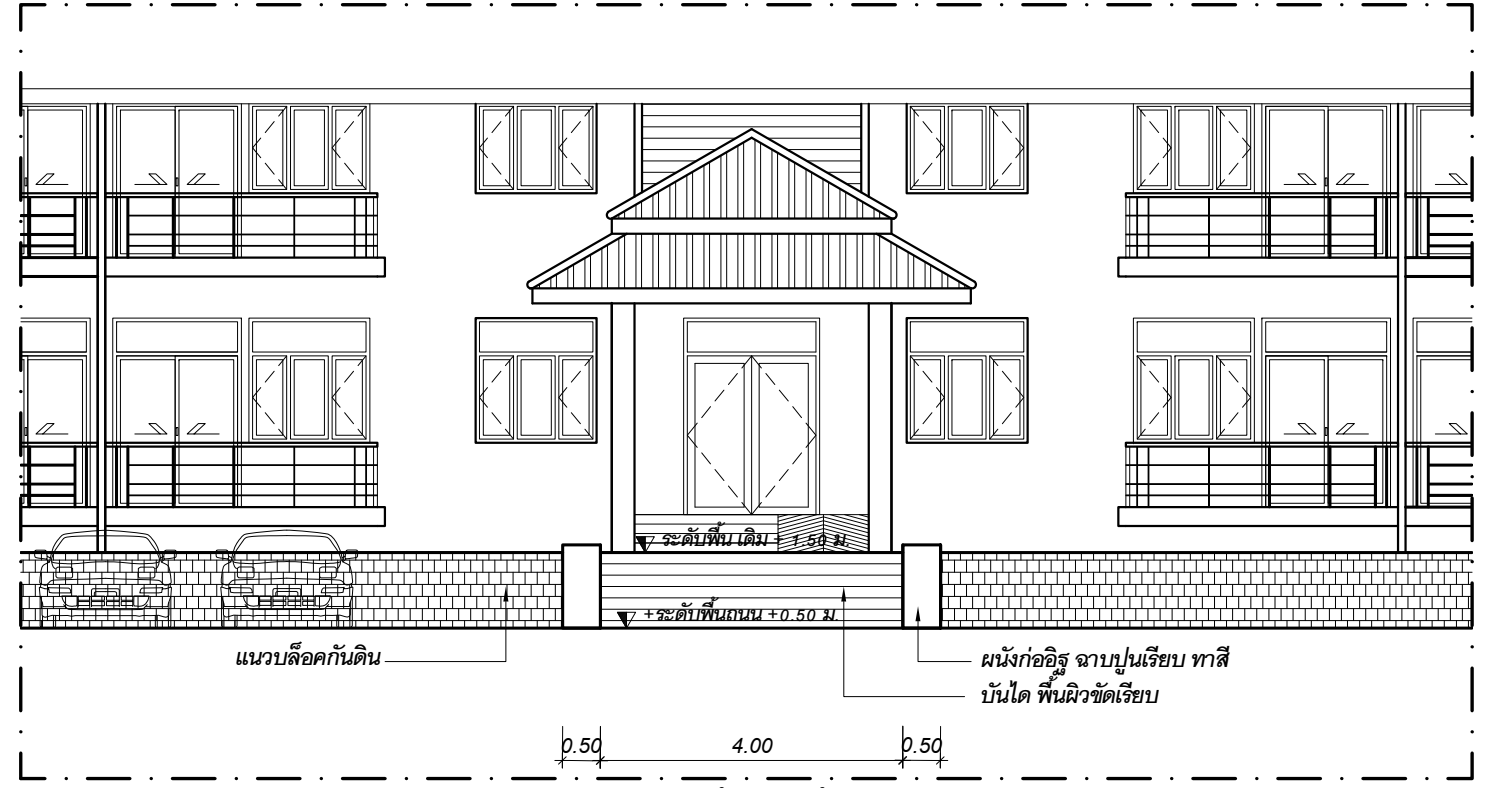 ระดับพื้น เดิม + 1.50 ม.
+ระดับพื้นถนน +0.50 ม.
แนวบล็อคกันดิน
ผนังก่ออิฐ ฉาบปูนเรียบ ทาสี
บันได พื้นผิวขัดเรียบ
0.50 4.00 0.50